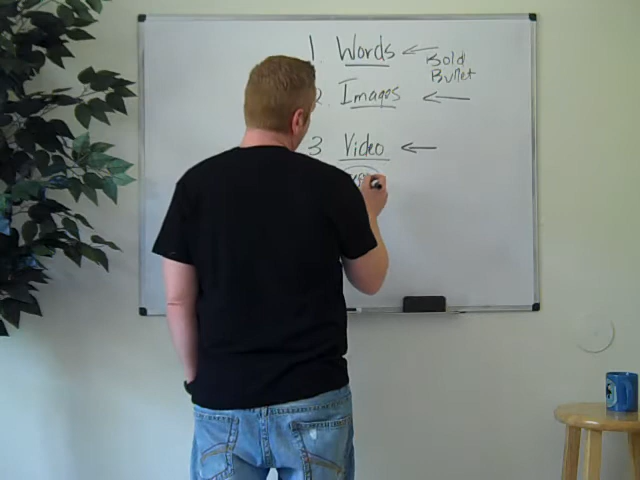 1. Words ←
Bold
Bullet
2. Images ←
3 Video ←